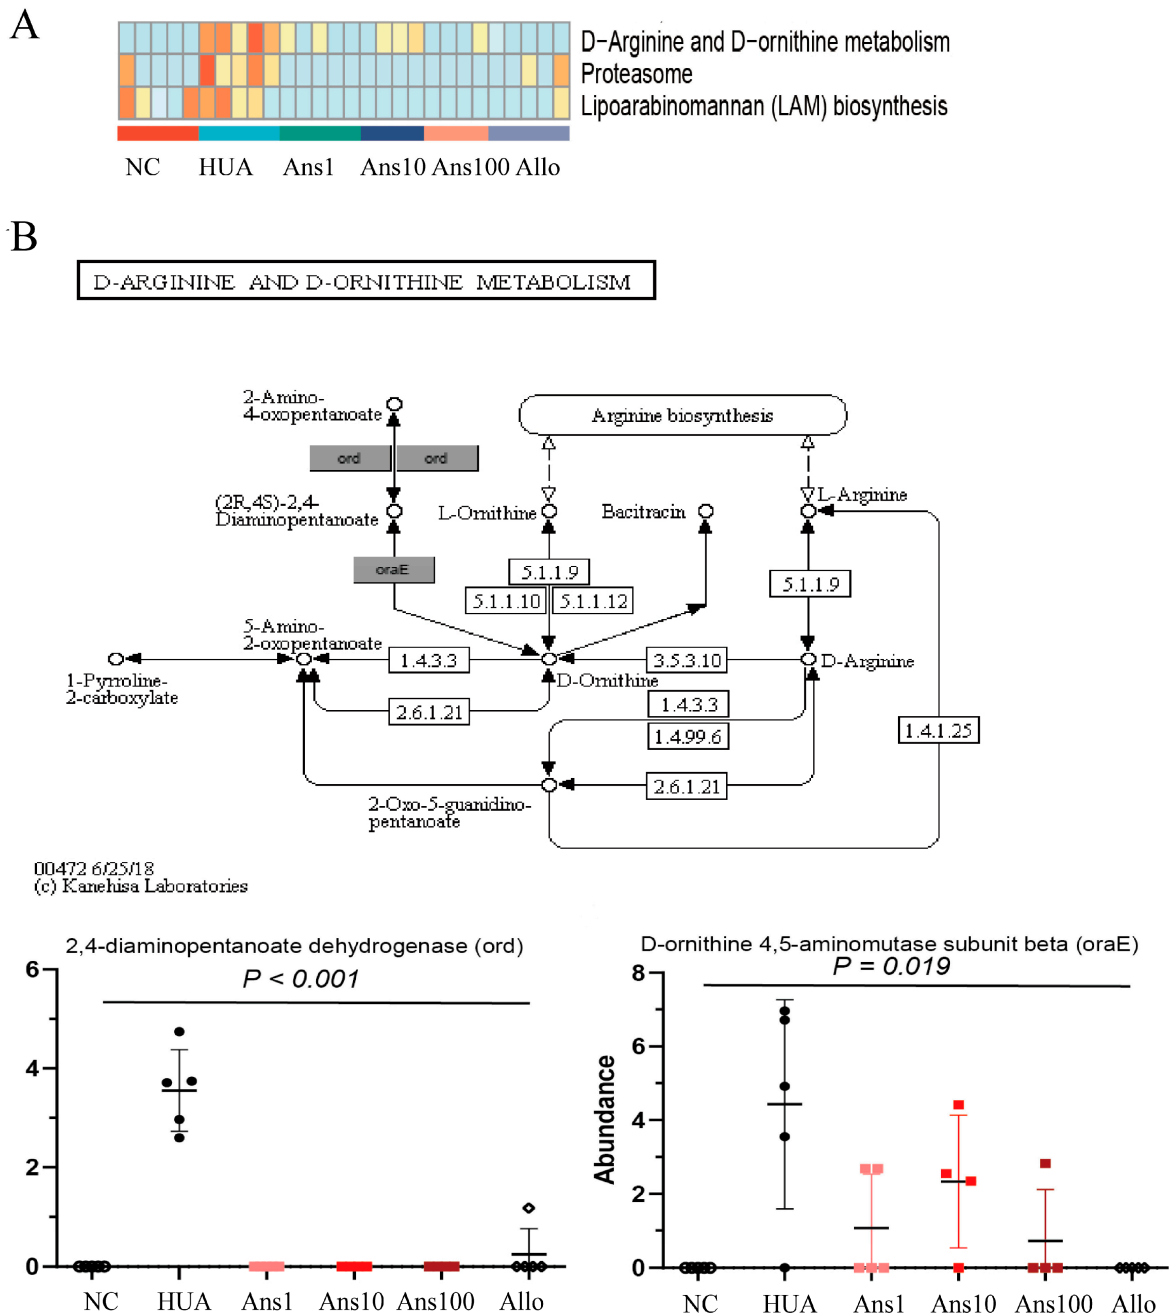 A
D−Arginine and D−ornithine metabolism
Proteasome
Lipoarabinomannan (LAM) biosynthesis
NC HUA Ans1 Ans10 Ans100 Allo
B
D-ARGININE AND D-ORNITHINE METABOLISM
2-Amino-
4-oxopentanoate
Arginine biosynthesis
ord ord
(2R,4S)-2,4-
Diaminopentanoate
L-Ornithine
Bacitracin
L-Arginine
oraE
5.1.1.9
5.1.1.10 5.1.1.12
5.1.1.9
5-Amino-
2-oxopentanoate
1.4.3.3
3.5.3.10
D-Ornithine
D-Arginine
1-Pyrroline-
2-carboxylate
2.6.1.21
1.4.3.3
1.4.99.6
1.4.1.25
2.6.1.21
2-Oxo-5-guanidino-
pentanoate
00472 6/25/18
(c) Kanehisa Laboratories
2,4-diaminopentanoate dehydrogenase (ord)
P < 0.001
6
4
2
0
NC HUA Ans1 Ans10 Ans100 Allo
D-ornithine 4,5-aminomutase subunit beta (oraE)
P = 0.019
Abundance
8
6
4
2
0
NC HUA Ans1 Ans10 Ans100 Allo